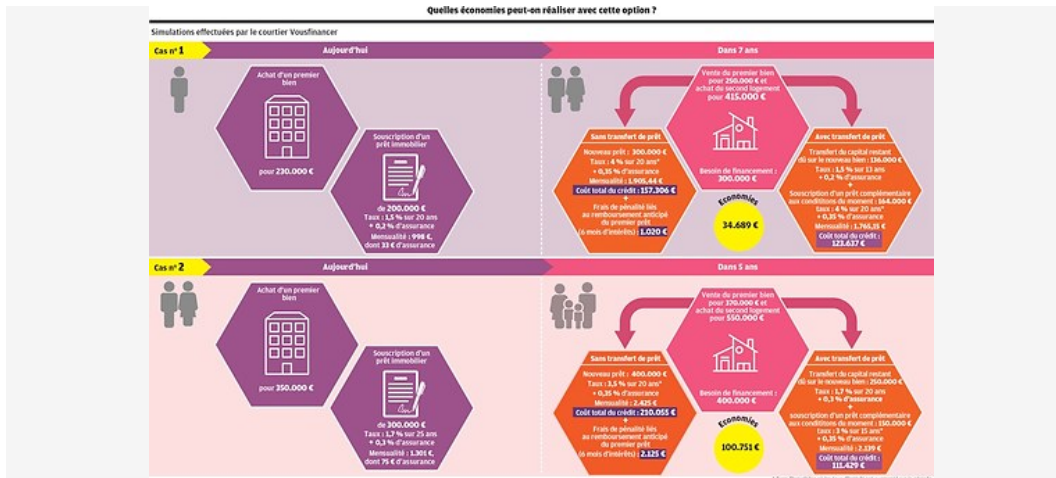 Quelles économies peut-on réaliser avec cette option ?
Simulations effectuées par le courtier Vousfinancer
Cas n° 1
Aujourd'hui
Dans 7 ans
Achat d'un premier
bien
pour 230.000 €
Souscription d'un
prêt immobilier
de 200.000 €
Taux : 1,5 % sur 20 ans
+ 0,2 % d'assurance
Mensualité : 998 €,
dont 33 € d'assurance
Vente du premier bien
pour 250.000 € et
achat du second logement
pour 415.000 €
Besoin de financement :
300.000 €
Sans transfert de prêt
Nouveau prêt : 300.000 €
Taux : 4 % sur 20 ans*
+ 0,35 % d'assurance
Mensualité : 1.905,44 €
Coût total du crédit : 157.306 €
+
Frais de pénalité liés
au remboursement anticipé
du premier prêt
(6 mois d'intérêts) : 1.020 €
Economies
34.689 €
Avec transfert de prêt
Transfert du capital restant
dû sur le nouveau bien : 136.000 €
Taux : 1,5 % sur 13 ans
+ 0,2 % d'assurance
+
Souscription d'un prêt complémentaire
aux conditions du moment : 164.000 €
taux : 4 % sur 20 ans*
+ 0,35 % d'assurance
Mensualité : 1.765,15 €
Coût total du crédit :
123.637 €
Cas n° 2
Aujourd'hui
Dans 5 ans
Achat d'un premier
bien
pour 350.000 €
Souscription d'un
prêt immobilier
de 300.000 €
Taux : 1,7 % sur 25 ans
+ 0,3 % d'assurance
Mensualité : 1.301 €,
dont 75 € d'assurance
Vente du premier bien
pour 370.000 € et
achat du second logement
pour 550.000 €
Besoin de financement :
400.000 €
Sans transfert de prêt
Nouveau prêt : 400.000 €
Taux : 3,5 % sur 20 ans*
+ 0,35 % d'assurance
Mensualité : 2.425 €
Coût total du crédit : 210.055 €
+
Frais de pénalité liés
au remboursement anticipé
du premier prêt
(6 mois d'intérêts) : 2.125 €
Economies
100.751 €
Avec transfert de prêt
Transfert du capital restant
dû sur le nouveau bien : 250.000 €
Taux : 1,7 % sur 20 ans
+ 0,3 % d'assurance
+
souscription d'un prêt complémentaire
aux conditions du moment : 150.000 €
taux : 3 % sur 15 ans*
+ 0,35 % d'assurance
Mensualité : 2.139 €
Coût total du crédit :
111.429 €